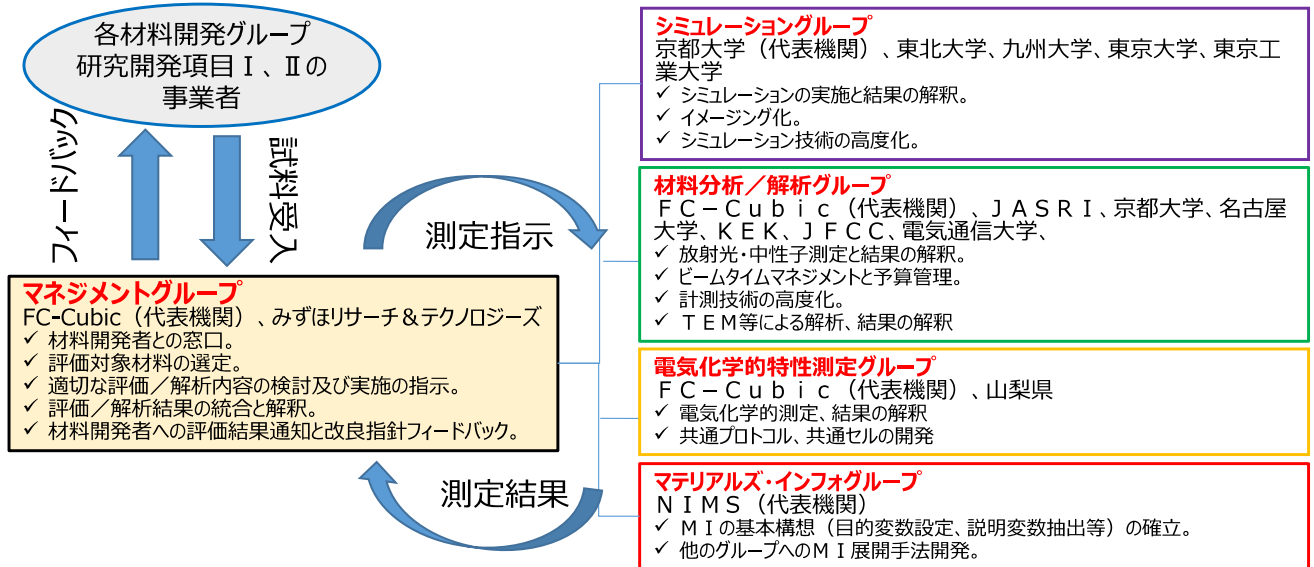 各材料開発グループ
研究開発項目Ⅰ、Ⅱの
事業者
フィードバック
試料受入
測定指示
マネジメントグループ
FC-Cubic（代表機関）、みずほリサーチ＆テクノロジーズ
✓ 材料開発者との窓口。
✓ 評価対象材料の選定。
✓ 適切な評価／解析内容の検討及び実施の指示。
✓ 評価／解析結果の統合と解釈。
✓ 材料開発者への評価結果通知と改良指針フィードバック。
測定結果
シミュレーショングループ
京都大学（代表機関）、東北大学、九州大学、東京大学、東京工
業大学
✓ シミュレーションの実施と結果の解釈。
✓ イメージング化。
✓ シミュレーション技術の高度化。
材料分析／解析グループ
ＦＣ－Ｃｕｂｉｃ（代表機関）、ＪＡＳＲＩ、京都大学、名古屋
大学、ＫＥＫ、ＪＦＣＣ、電気通信大学、
✓ 放射光・中性子測定と結果の解釈。
✓ ビームタイムマネジメントと予算管理。
✓ 計測技術の高度化。
✓ ＴＥＭ等による解析、結果の解釈
電気化学的特性測定グループ
ＦＣ－Ｃｕｂｉｃ（代表機関）、山梨県
✓ 電気化学的測定、結果の解釈
✓ 共通プロトコル、共通セルの開発
マテリアルズ・インフォグループ
ＮＩＭＳ（代表機関）
✓ ＭＩの基本構想（目的変数設定、説明変数抽出等）の確立。
✓ 他のグループへのＭＩ展開手法開発。